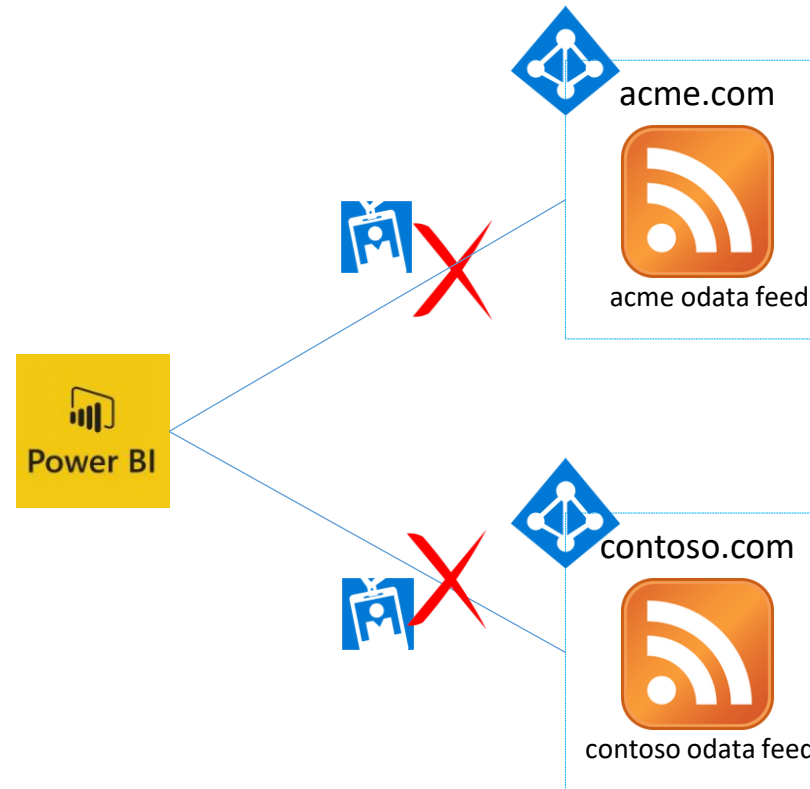 acme.com
acme odata feed
Power BI
contoso.com
contoso odata feed